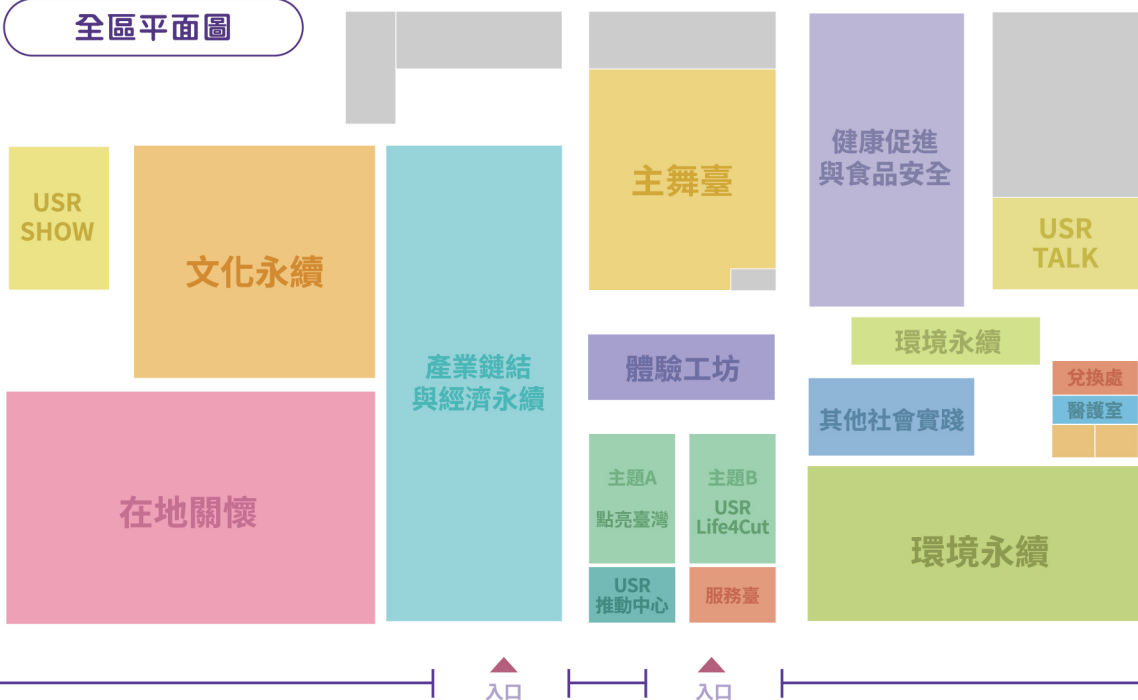 全區平面圖
USR
SHOW
文化永續
在地關懷
產業鏈結
與經濟永續
主舞臺
體驗工坊
主題A
點亮臺灣
主題B
USR
Life4Cut
USR
推動中心
服務臺
健康促進
與食品安全
USR
TALK
環境永續
其他社會實踐
兌換處
醫護室
環境永續
入口
入口